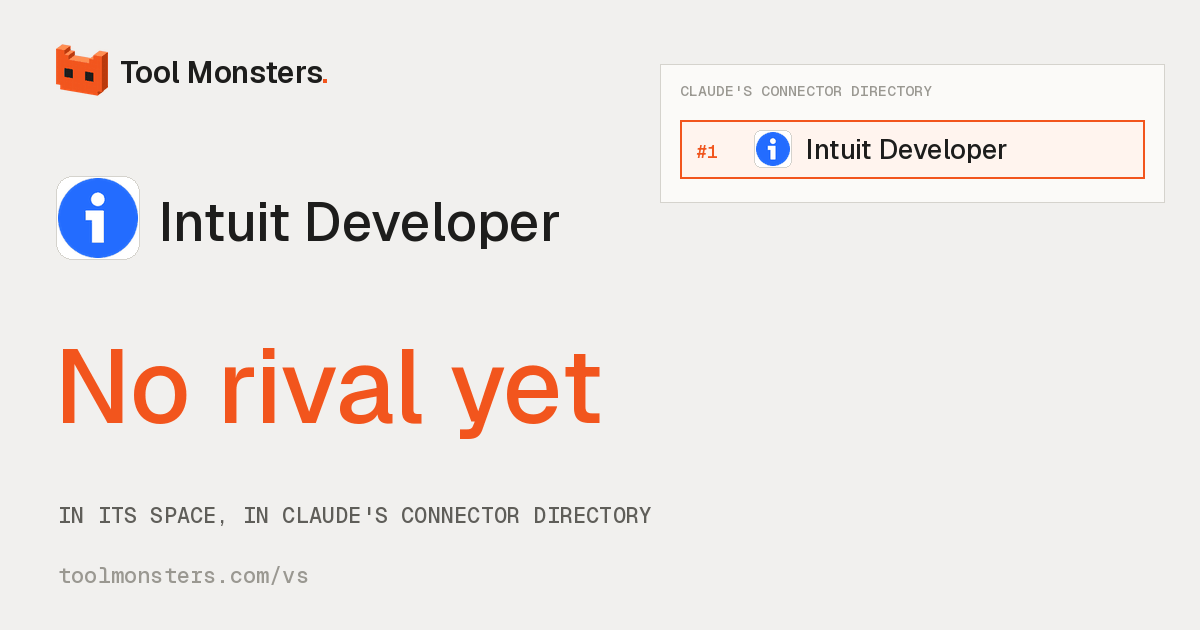 Tool Monsters.
CLAUDE'S CONNECTOR DIRECTORY
#1 Intuit Developer
Intuit Developer
No rival yet
IN ITS SPACE, IN CLAUDE'S CONNECTOR DIRECTORY
toolmonsters.com/vs